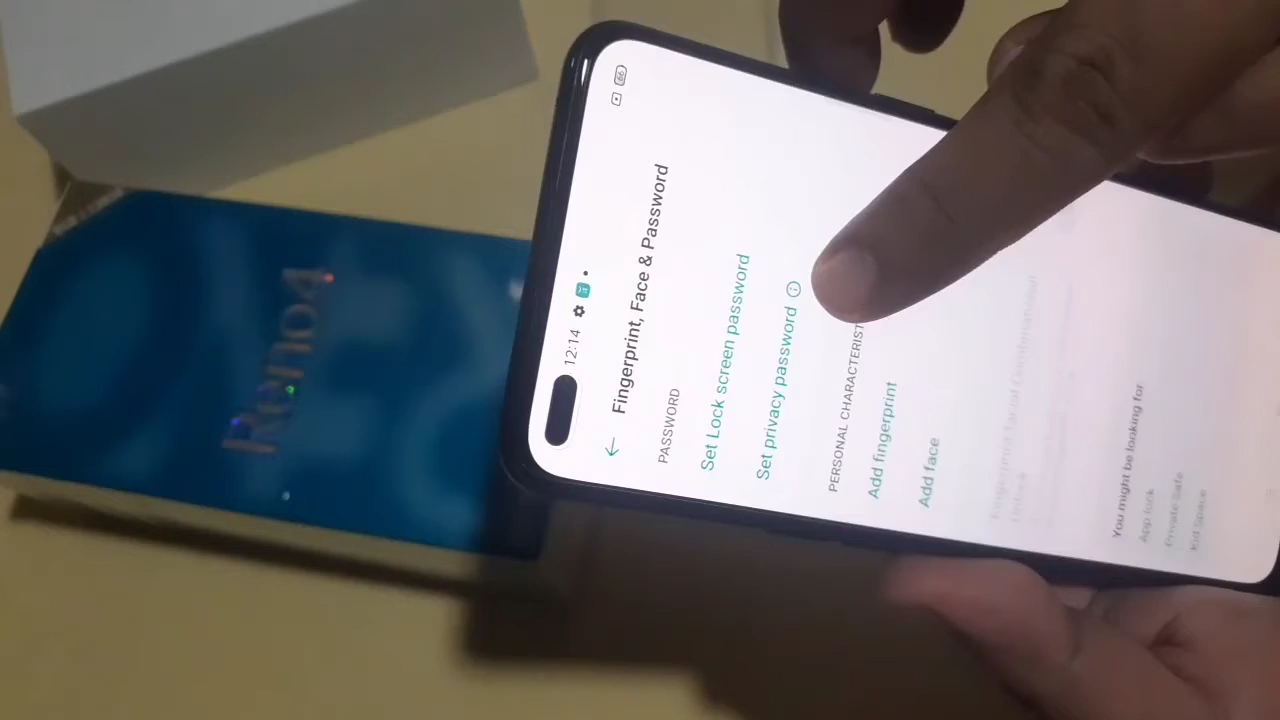 Reno4
66
12:14
Fingerprint, Face & Password
PASSWORD
Set Lock screen password
Set privacy password
PERSONAL CHARACTERIST
Add fingerprint
Add face
You might be looking for
App lock
Private Safe
Kid Space